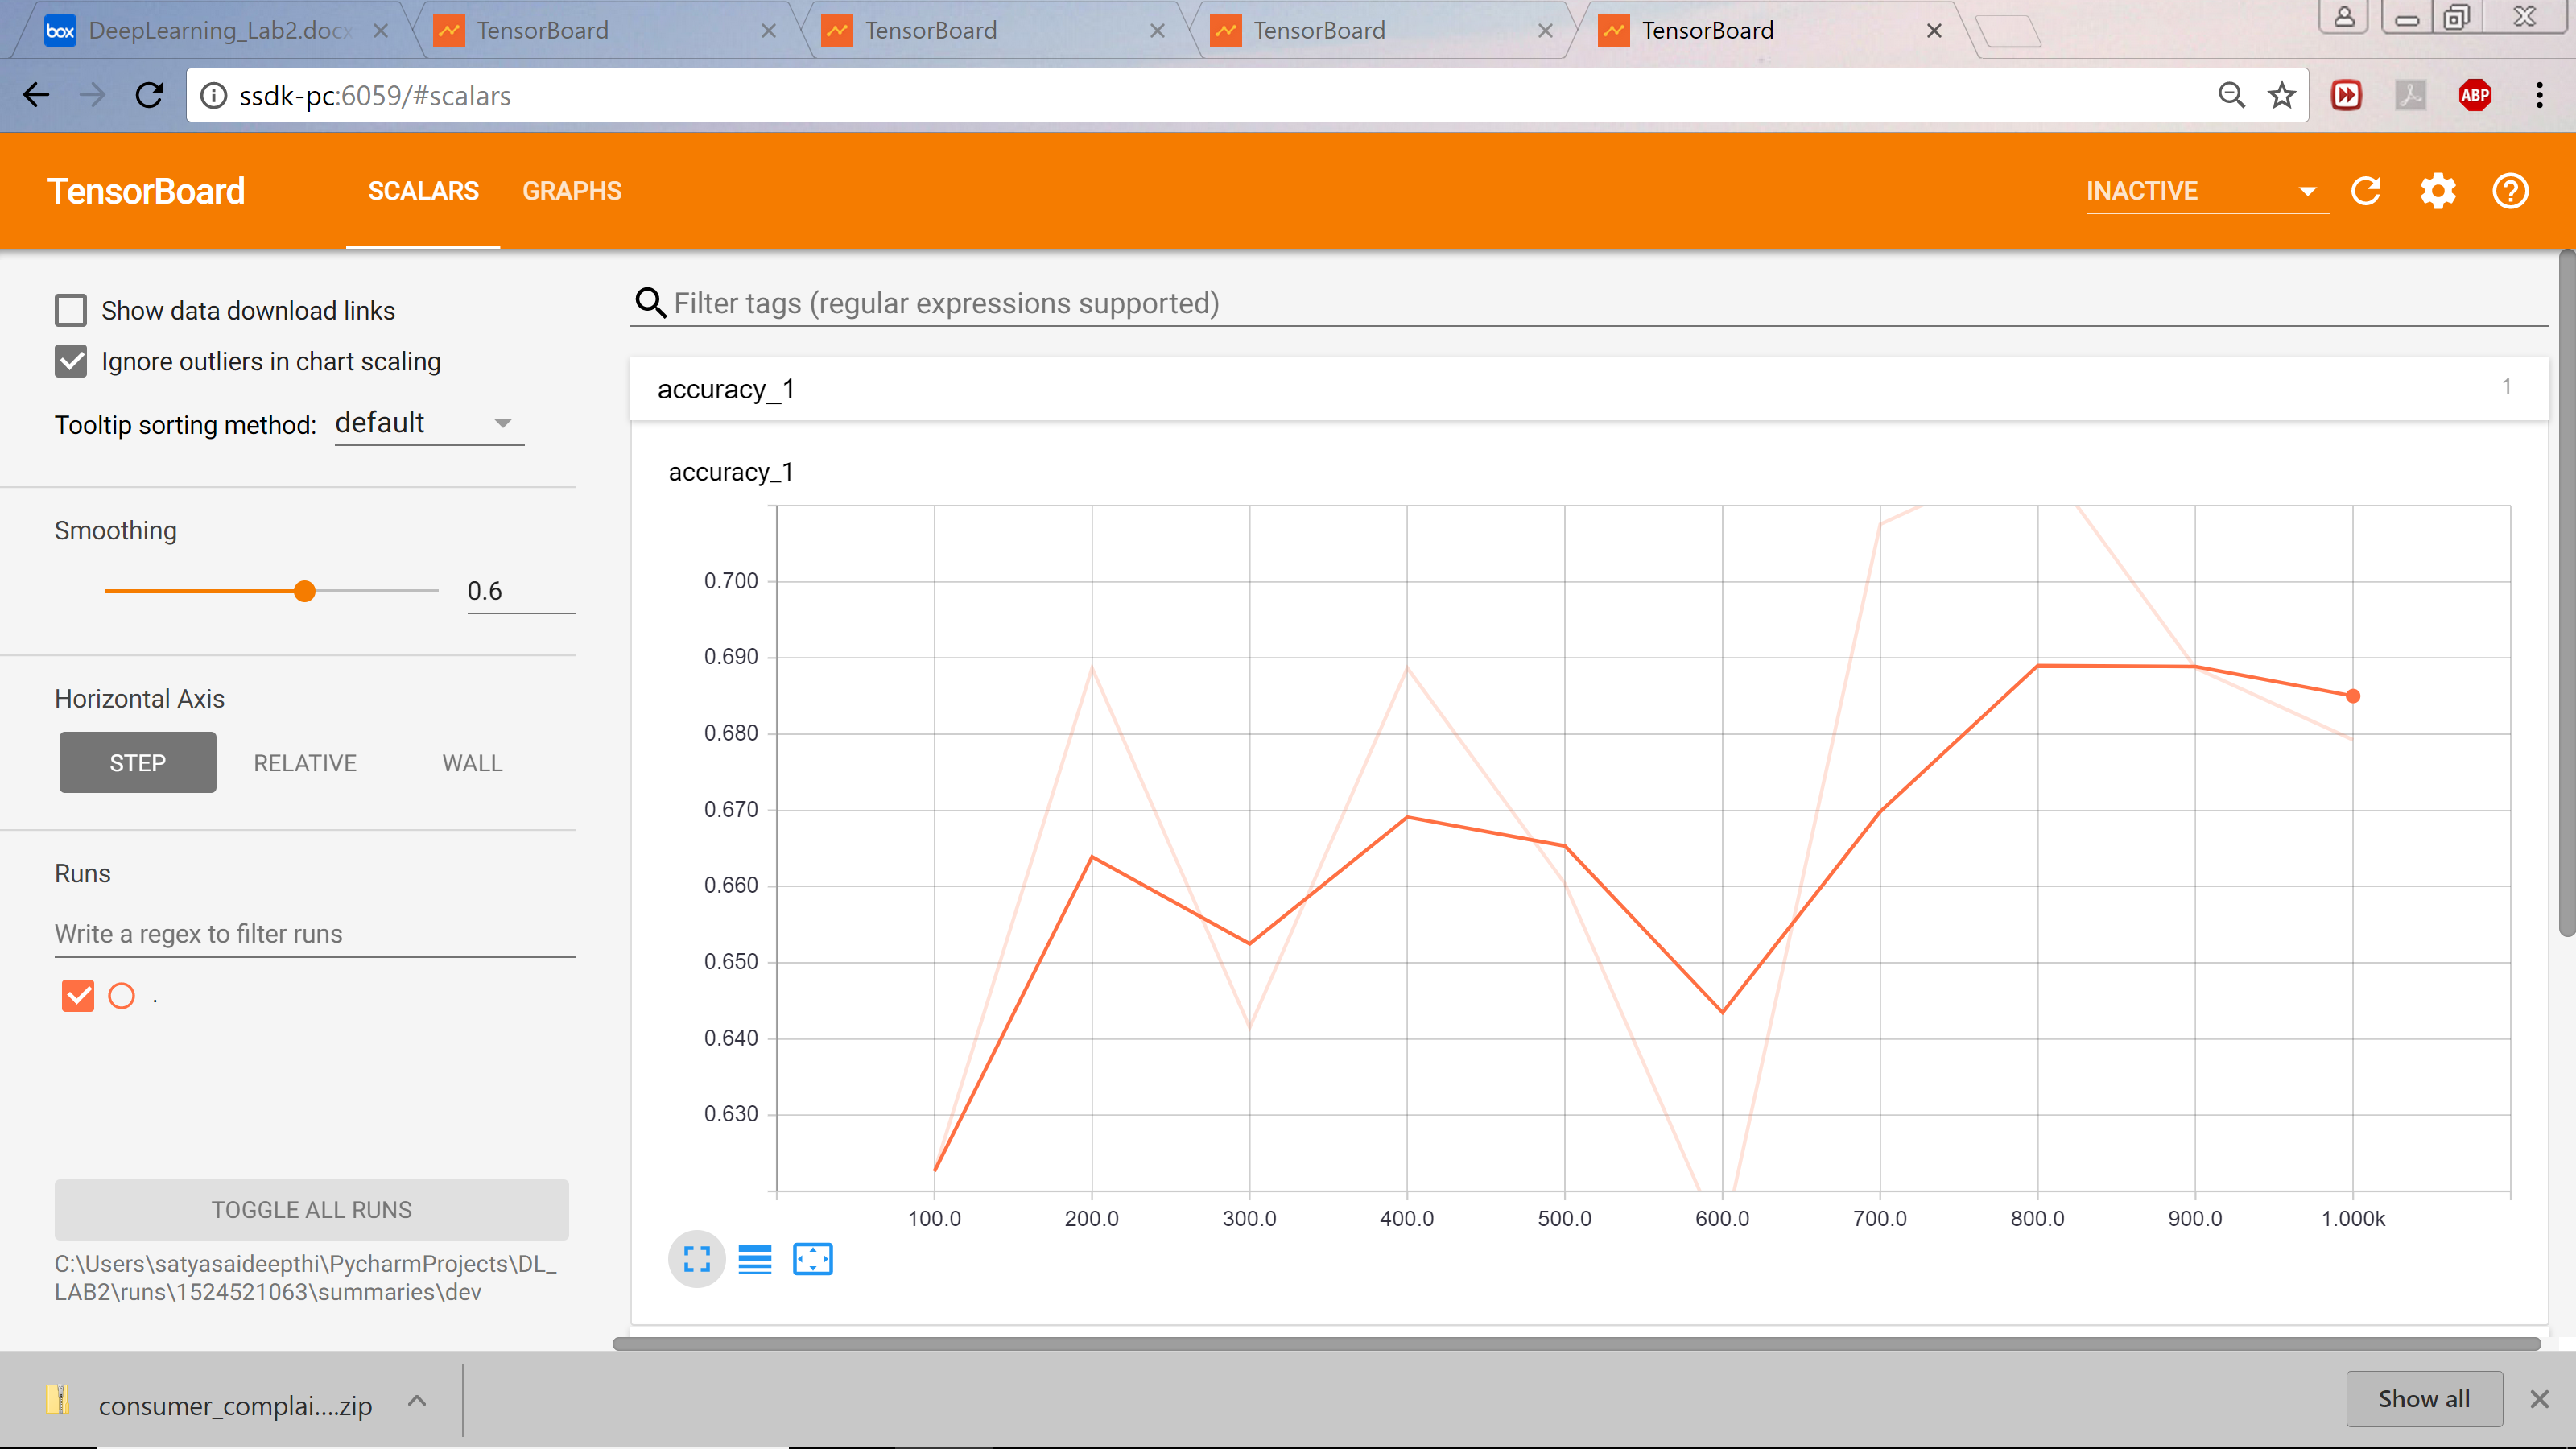 box DeepLearning_Lab2.docx TensorBoard TensorBoard TensorBoard TensorBoard
ssdk-pc:6059/#scalars ABP
TensorBoard SCALARS GRAPHS INACTIVE
Show data download links
Ignore outliers in chart scaling
Tooltip sorting method: default
Smoothing
0.6
Horizontal Axis
STEP RELATIVE WALL
Runs
Write a regex to filter runs
.
TOGGLE ALL RUNS
C:\Users\satyasaideepthi\PycharmProjects\DL_
LAB2\runs\1524521063\summaries\dev
Filter tags (regular expressions supported)
accuracy_1 1
accuracy_1
0.700
0.690
0.680
0.670
0.660
0.650
0.640
0.630
100.0 200.0 300.0 400.0 500.0 600.0 700.0 800.0 900.0 1.000k
consumer_complai....zip Show all